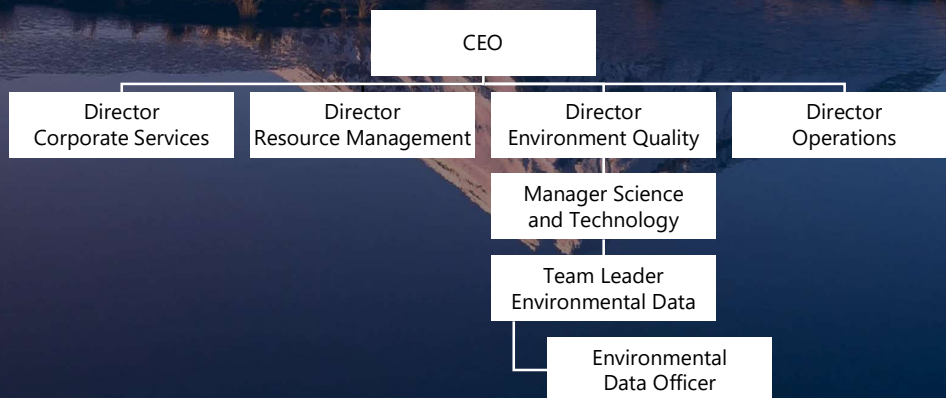 CEO
Director
Corporate Services
Director
Resource Management
Director
Environment Quality
Director
Operations
Manager Science
and Technology
Team Leader
Environmental Data
Environmental
Data Officer